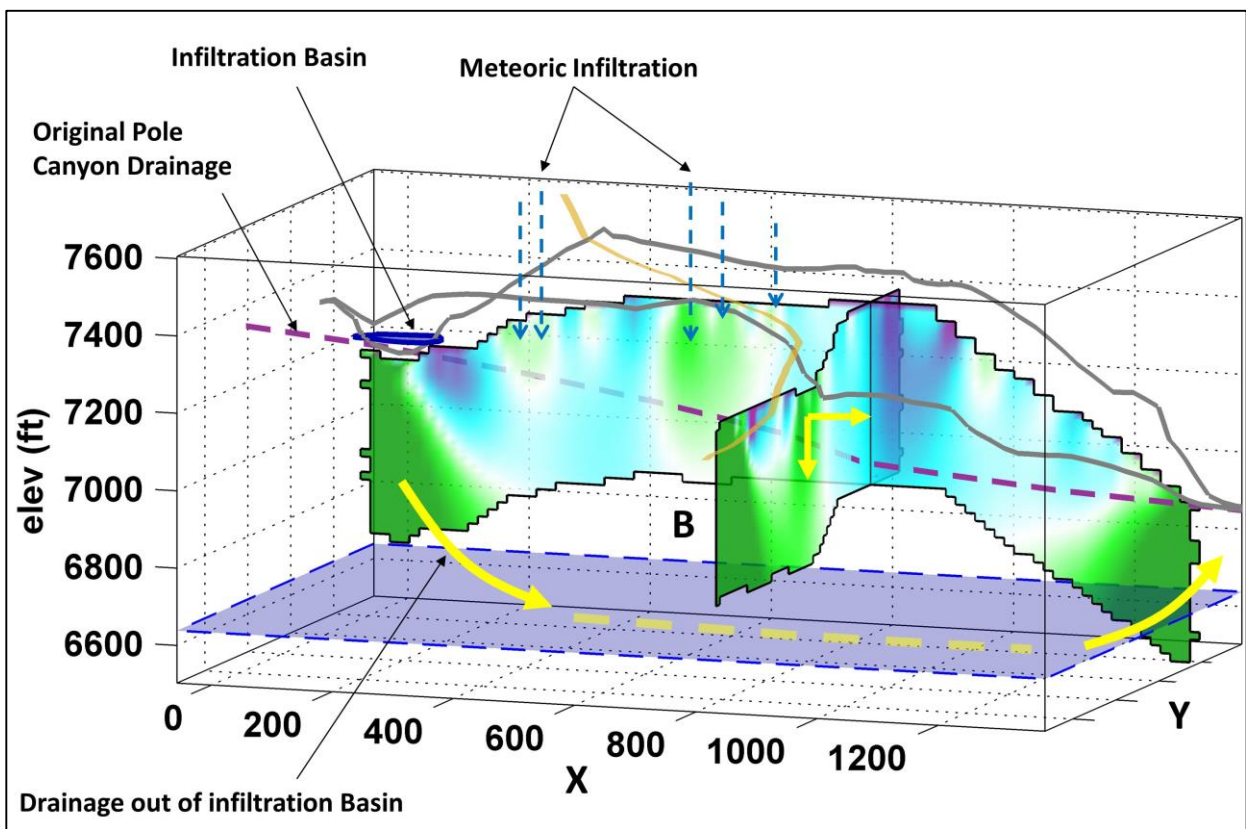 Infiltration Basin
Meteoric Infiltration
Original Pole
Canyon Drainage
7600
7400
7200
7000
6800
6600
elev (ft)
B
0
200
400
600
800
1000
1200
X
Y
Drainage out of infiltration Basin